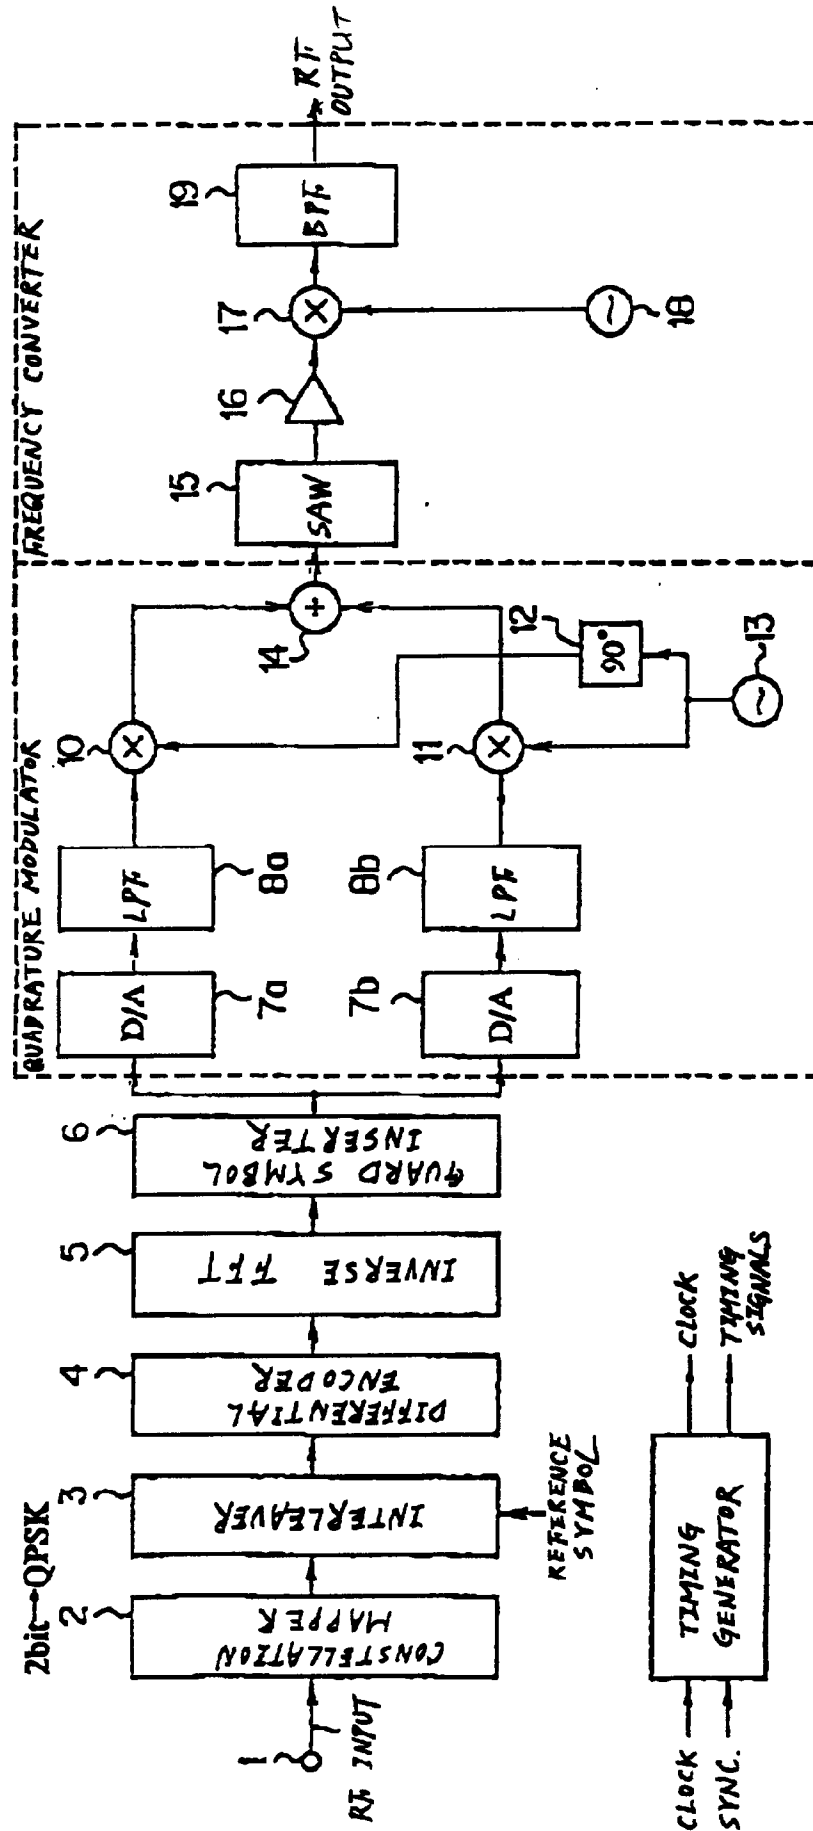 2bit→QPSK
1
RF INPUT
2
CONSTELLATION
MAPPER
3
INTERLEAVER
REFERENCE
SYMBOL
4
DIFFERENTIAL
ENCODER
5
INVERSE FFT
6
GUARD SYMBOL
INSERTER
QUADRATURE MODULATOR
D/A
7a
LPF
8a
10
×
D/A
7b
LPF
8b
11
×
12
90°
13
~
14
+
FREQUENCY CONVERTER
15
SAW
16
17
×
18
~
19
BPF
RF
OUTPUT
CLOCK
SYNC.
TIMING
GENERATOR
CLOCK
TIMING
SIGNALS